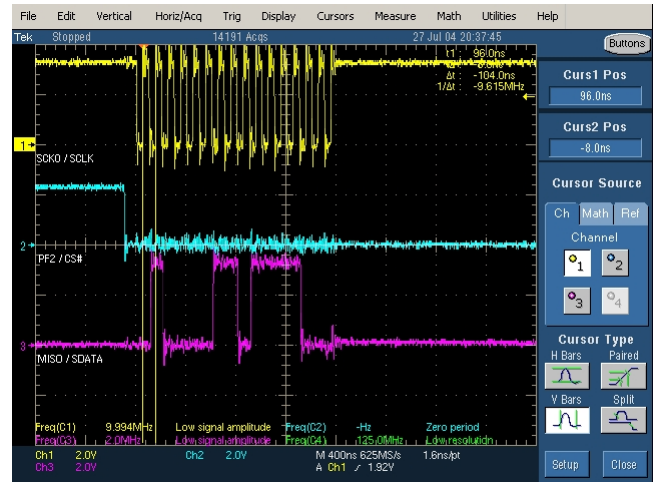 File Edit Vertical Horiz/Acq Trig Display Cursors Measure Math Utilities Help
Tek Stopped 14191 Acqs 27 Jul 04 20:37:45
Buttons
t1 : 96.0ns
Δt : -104.0ns
1/Δt : -9.615MHz
Curs1 Pos
96.0ns
Curs2 Pos
-8.0ns
Cursor Source
Ch Math Ref
Channel
1 2
3 4
Cursor Type
H Bars Paired
V Bars Split
Setup Close
1
SCK0 / SCLK
2
PF2 / CS#
3
MISO / SDATA
Freq(C1) 9.994MHz Low signal amplitude Freq(C2) -Hz Zero period
Freq(C3) 2.0MHz Low signal amplitude Freq(C4) 125.0MHz Low resolution
Ch1 2.0V Ch2 2.0V M 400ns 625MS/s 1.6ns/pt
Ch3 2.0V A Ch1 1.92V